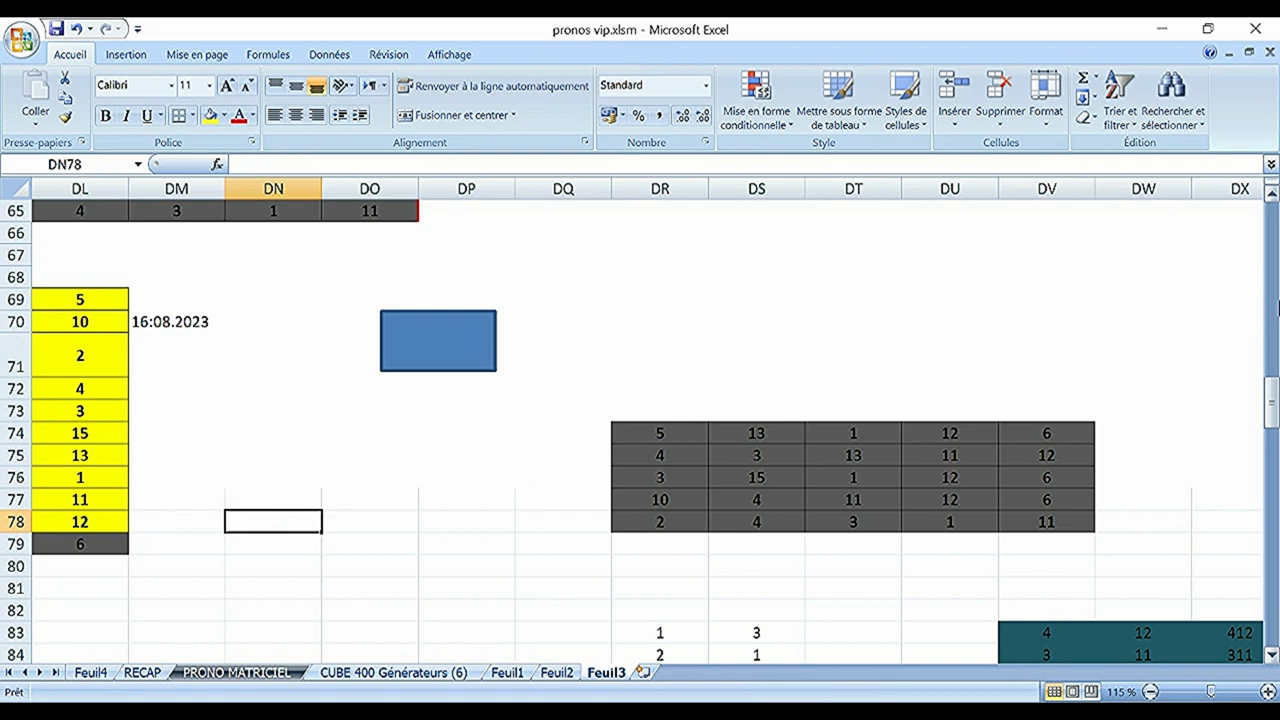 pronos vip.xlsm - Microsoft Excel
Accueil Insertion Mise en page Formules Données Révision Affichage
Coller
Calibri 11
G I S
Renvoyer à la ligne automatiquement
Fusionner et centrer
Standard
% 000
Mise en forme conditionnelle
Mettre sous forme de tableau
Styles de cellules
Insérer Supprimer Format
Σ
Trier et filtrer
Rechercher et sélectionner
Presse-papiers Police Alignement Nombre Style Cellules Édition
DN78 fx
DL DM DN DO DP DQ DR DS DT DU DV DW DX
65 4 3 1 11
66
67
68
69 5
70 10 16:08.2023
71 2
72 4
73 3
74 15 5 13 1 12 6
75 13 4 3 13 11 12
76 1 3 15 1 12 6
77 11 10 4 11 12 6
78 12 2 4 3 1 11
79 6
80
81
82
83 1 3 4 12 412
84 2 1 3 11 311
Feuil4 RECAP PRONO MATRICIEL CUBE 400 Générateurs (6) Feuil1 Feuil2 Feuil3
Prêt 115 %